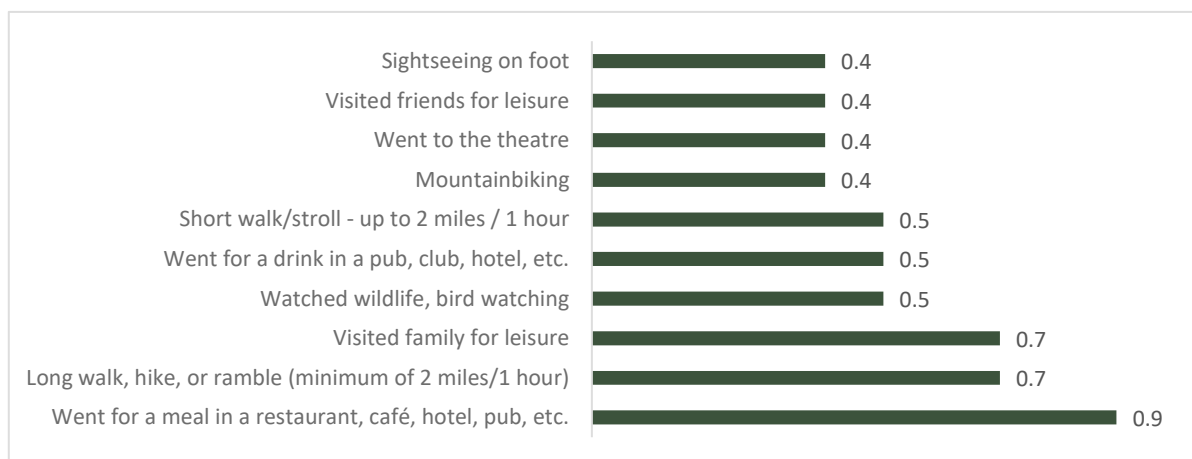 Sightseeing on foot 0.4
Visited friends for leisure 0.4
Went to the theatre 0.4
Mountainbiking 0.4
Short walk/stroll - up to 2 miles / 1 hour 0.5
Went for a drink in a pub, club, hotel, etc. 0.5
Watched wildlife, bird watching 0.5
Visited family for leisure 0.7
Long walk, hike, or ramble (minimum of 2 miles/1 hour) 0.7
Went for a meal in a restaurant, café, hotel, pub, etc. 0.9